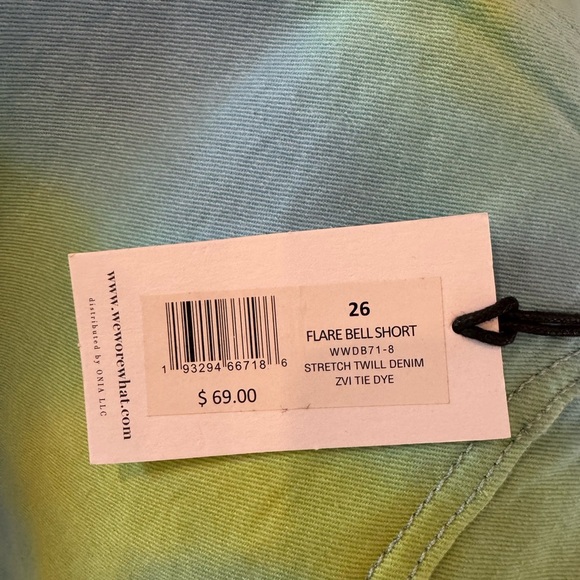 www.weworewhat.com
distributed by ONIA LLC
1 93294 66718 6
$ 69.00
26
FLARE BELL SHORT
WWDB71-8
STRETCH TWILL DENIM
ZVI TIE DYE